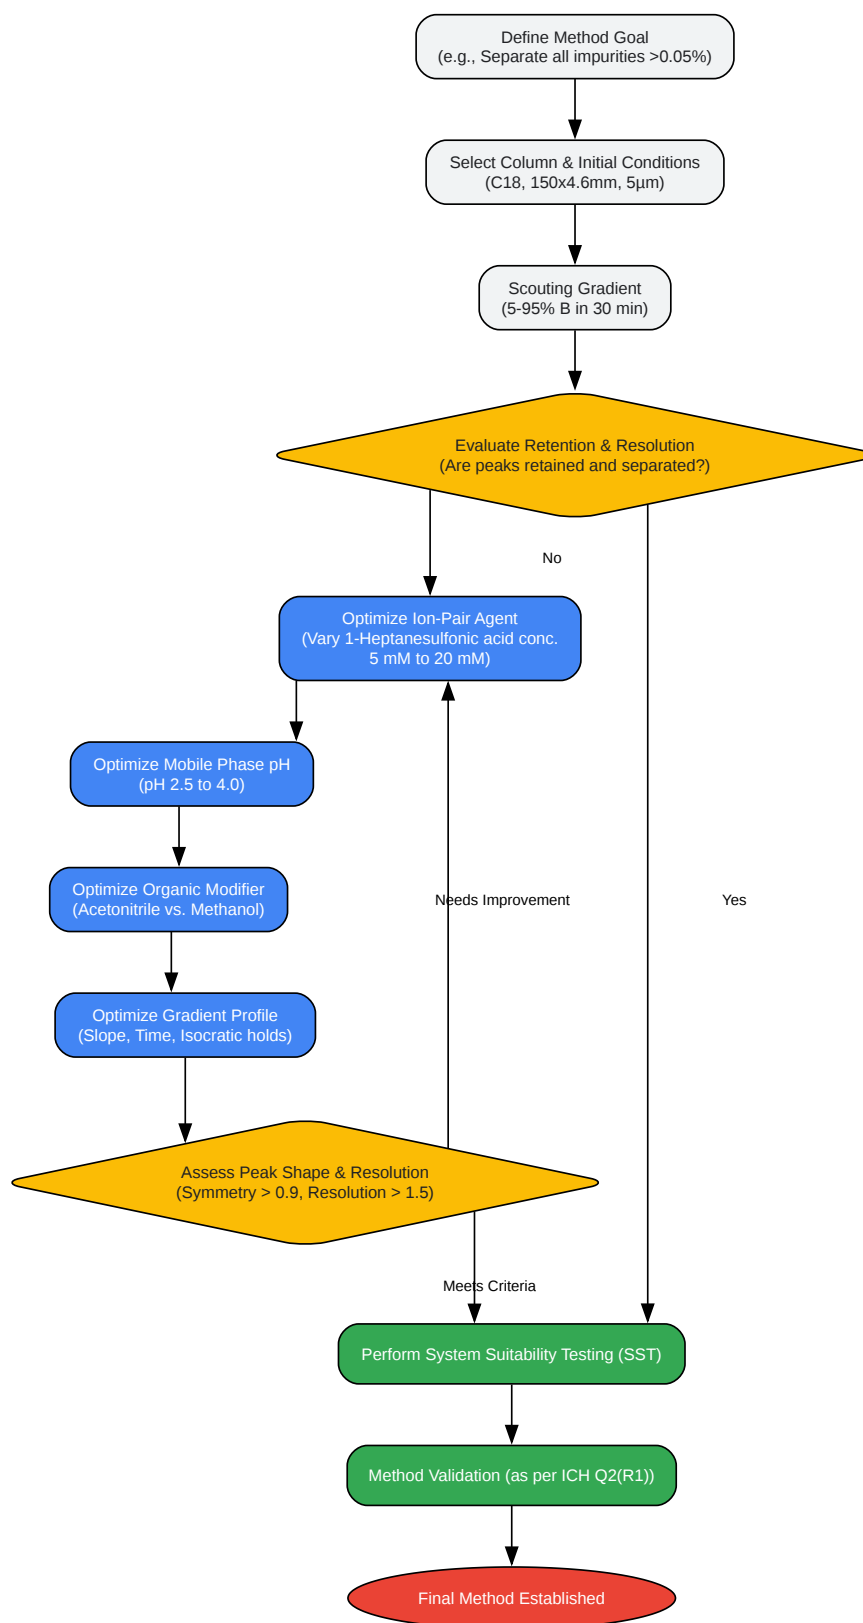 Define Method Goal
(e.g., Separate all impurities >0.05%)
Select Column & Initial Conditions
(C18, 150x4.6mm, 5µm)
Scouting Gradient
(5-95% B in 30 min)
Evaluate Retention & Resolution
(Are peaks retained and separated?)
No
Optimize Ion-Pair Agent
(Vary 1-Heptanesulfonic acid conc.
5 mM to 20 mM)
Optimize Mobile Phase pH
(pH 2.5 to 4.0)
Optimize Organic Modifier
(Acetonitrile vs. Methanol)
Needs Improvement
Yes
Optimize Gradient Profile
(Slope, Time, Isocratic holds)
Assess Peak Shape & Resolution
(Symmetry > 0.9, Resolution > 1.5)
Meets Criteria
Perform System Suitability Testing (SST)
Method Validation (as per ICH Q2(R1))
Final Method Established